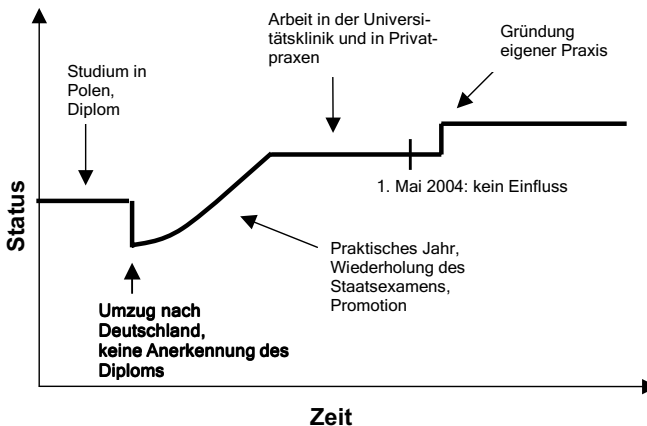 Arbeit in der Universi-
tätsklinik und in Privat-
praxen
Gründung
eigener Praxis
Studium in
Polen,
Diplom
1. Mai 2004: kein Einfluss
Status
Praktisches Jahr,
Wiederholung des
Staatsexamens,
Promotion
Umzug nach
Deutschland,
keine Anerkennung des
Diploms
Zeit